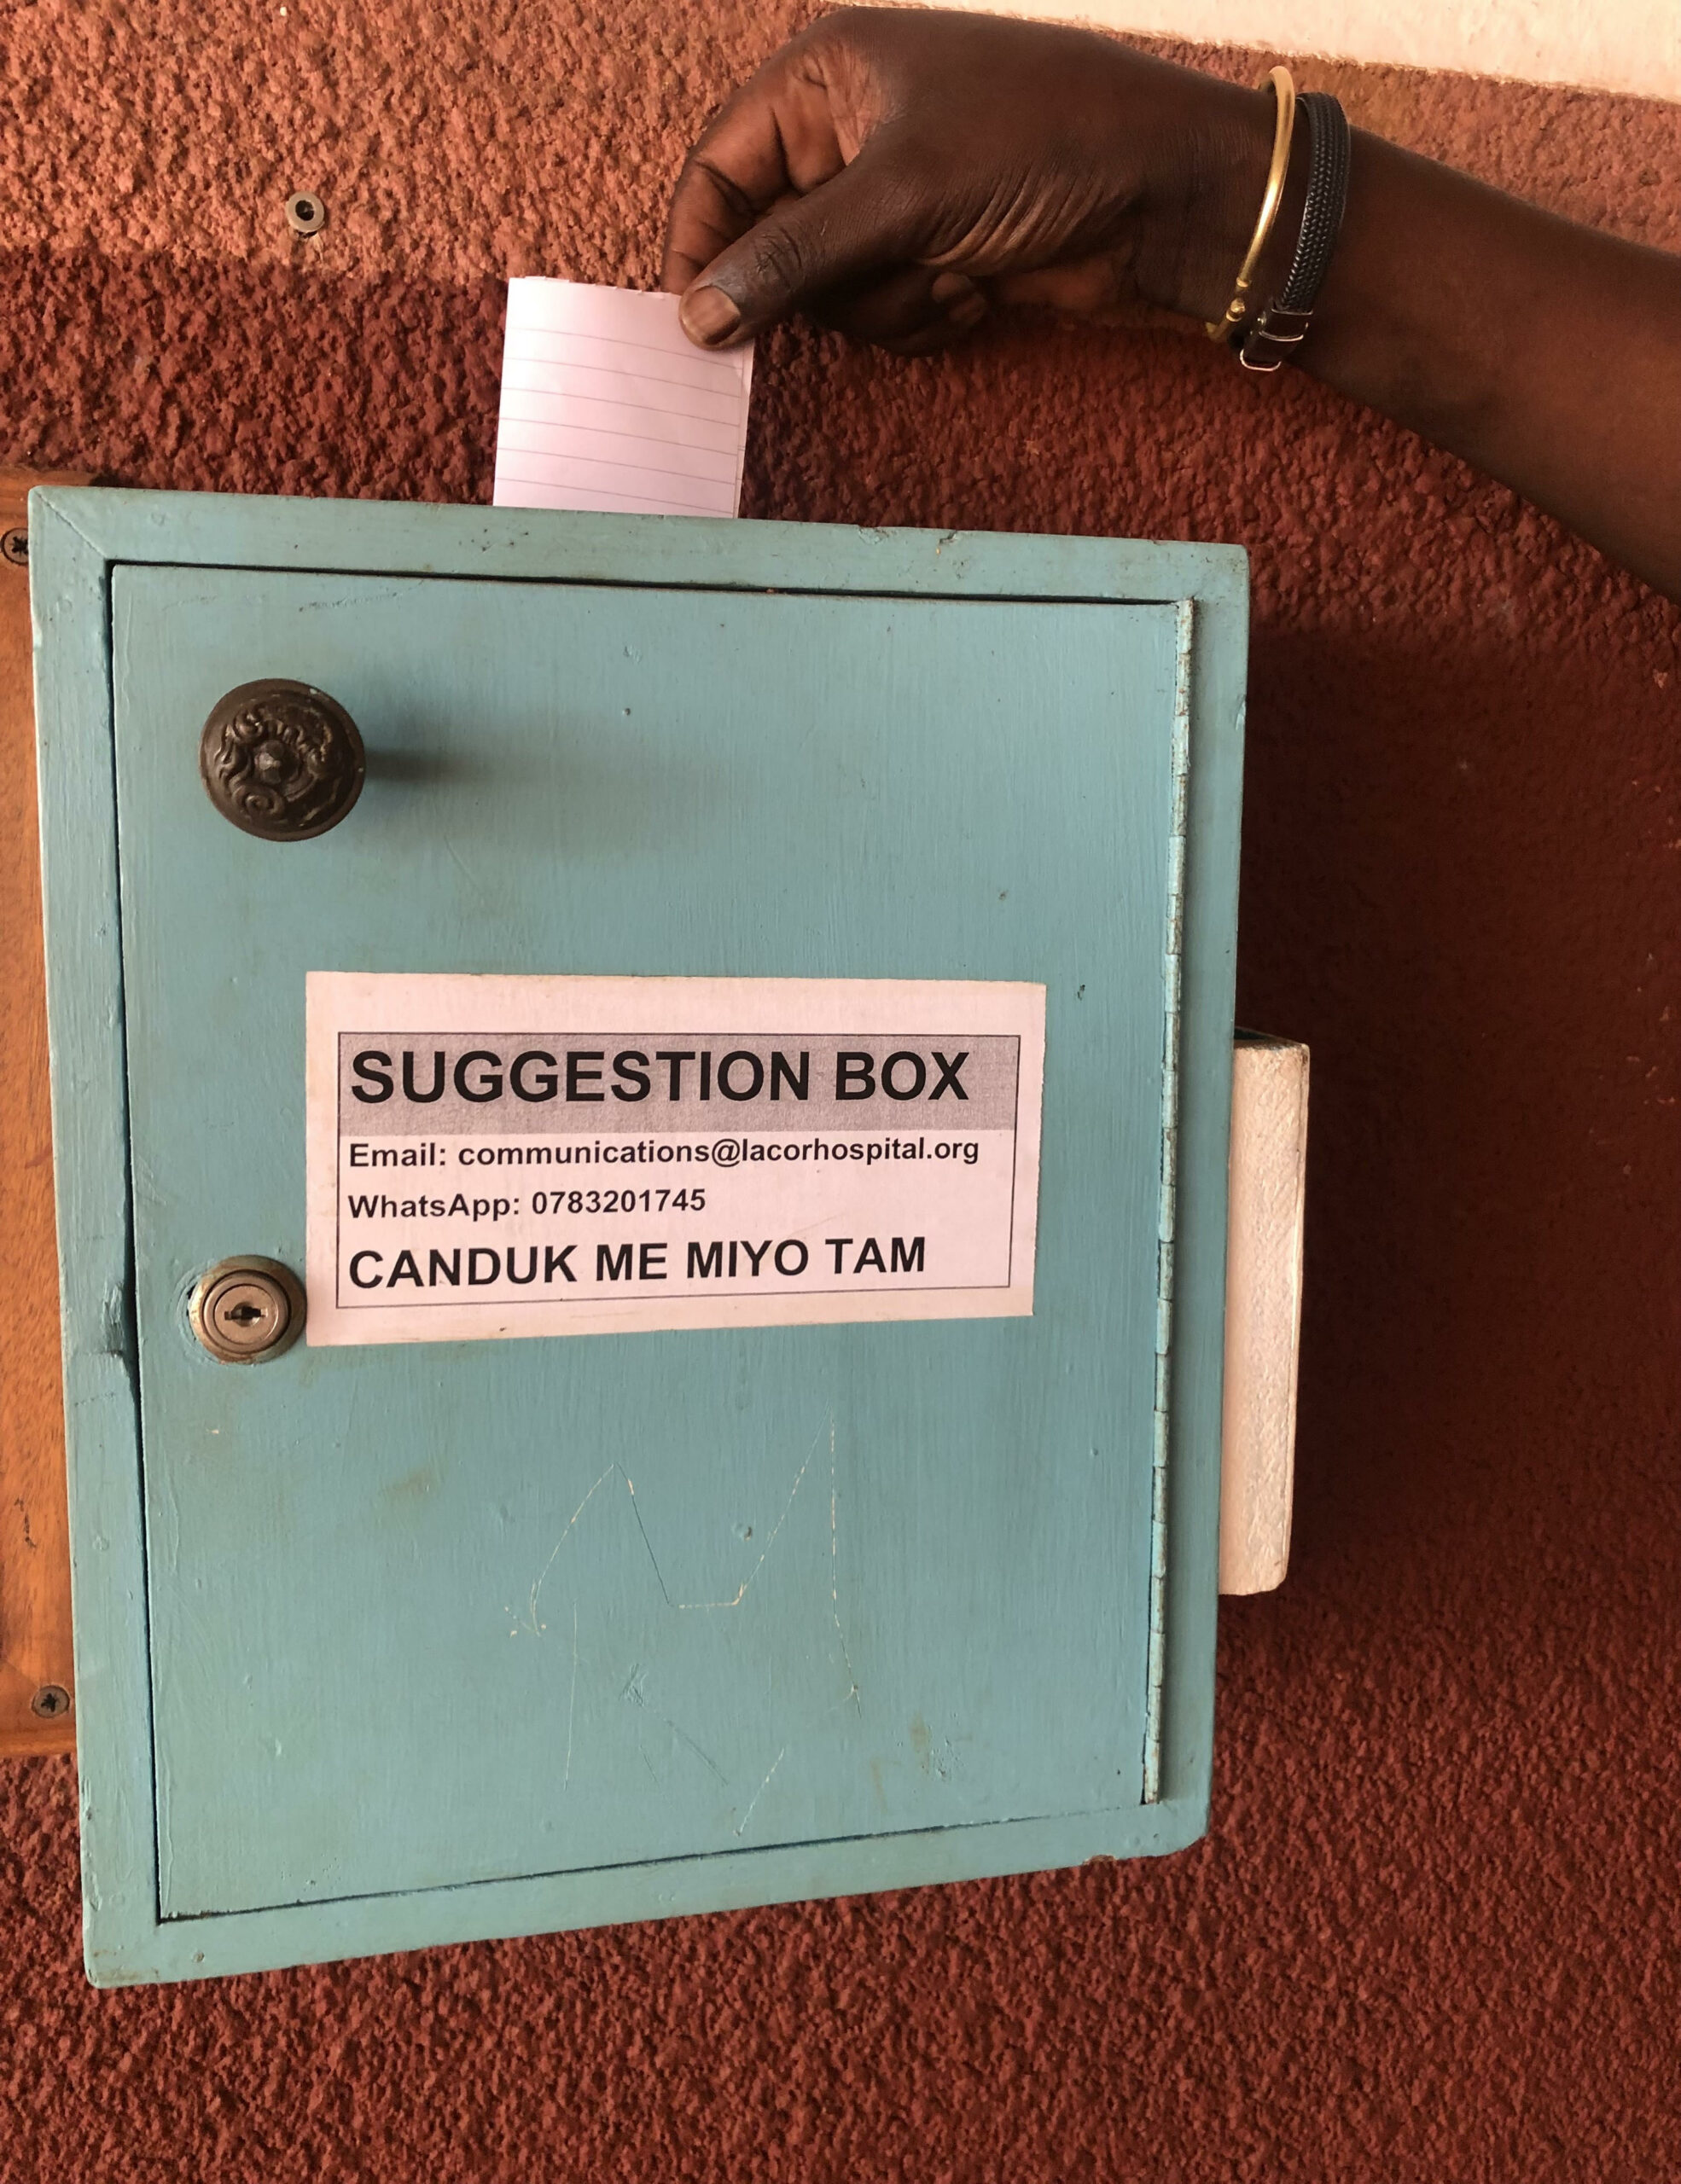 SUGGESTION BOX
Email: communications@lacorhospital.org
WhatsApp: 0783201745
CANDUK ME MIYO TAM